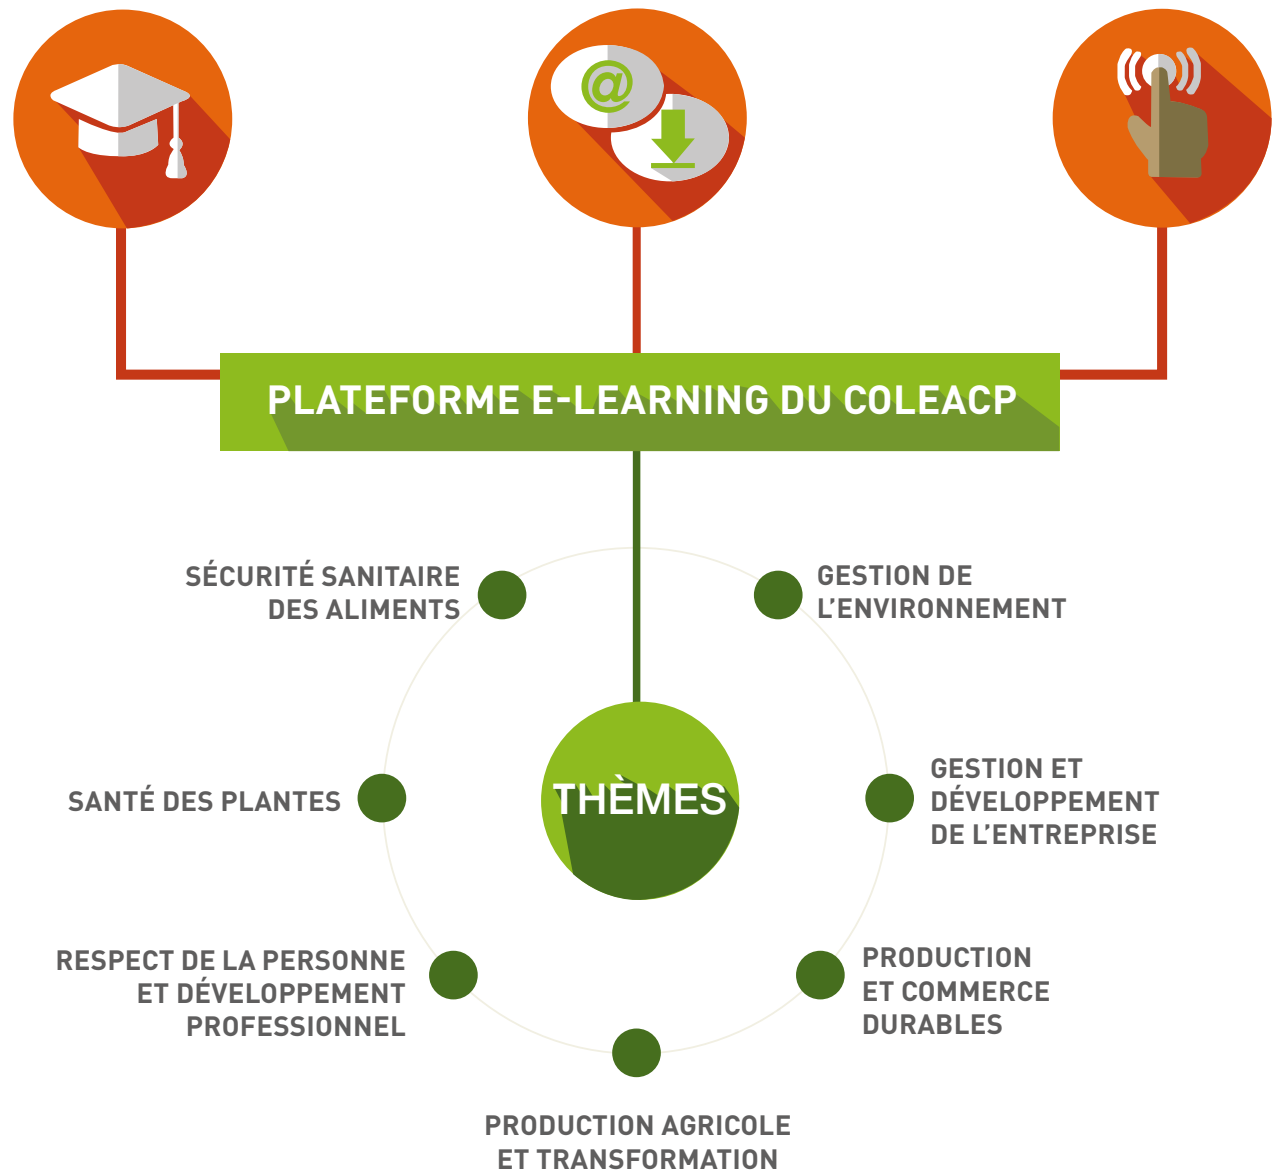 @
PLATEFORME E-LEARNING DU COLEACP
SÉCURITÉ SANITAIRE
DES ALIMENTS
GESTION DE
L’ENVIRONNEMENT
THÈMES
SANTÉ DES PLANTES
GESTION ET
DÉVELOPPEMENT
DE L’ENTREPRISE
RESPECT DE LA PERSONNE
ET DÉVELOPPEMENT
PROFESSIONNEL
PRODUCTION
ET COMMERCE
DURABLES
PRODUCTION AGRICOLE
ET TRANSFORMATION